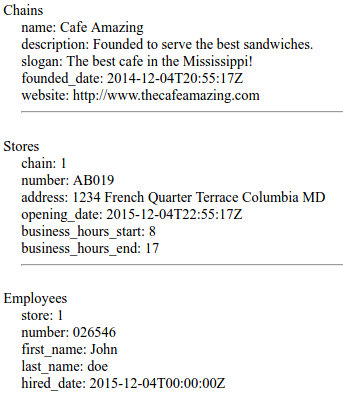 Chains
name: Cafe Amazing
description: Founded to serve the best sandwiches.
slogan: The best cafe in the Mississippi!
founded_date: 2014-12-04T20:55:17Z
website: http://www.thecafeamazing.com
Stores
chain: 1
number: AB019
address: 1234 French Quarter Terrace Columbia MD
opening_date: 2015-12-04T22:55:17Z
business_hours_start: 8
business_hours_end: 17
Employees
store: 1
number: 026546
first_name: John
last_name: doe
hired_date: 2015-12-04T00:00:00Z